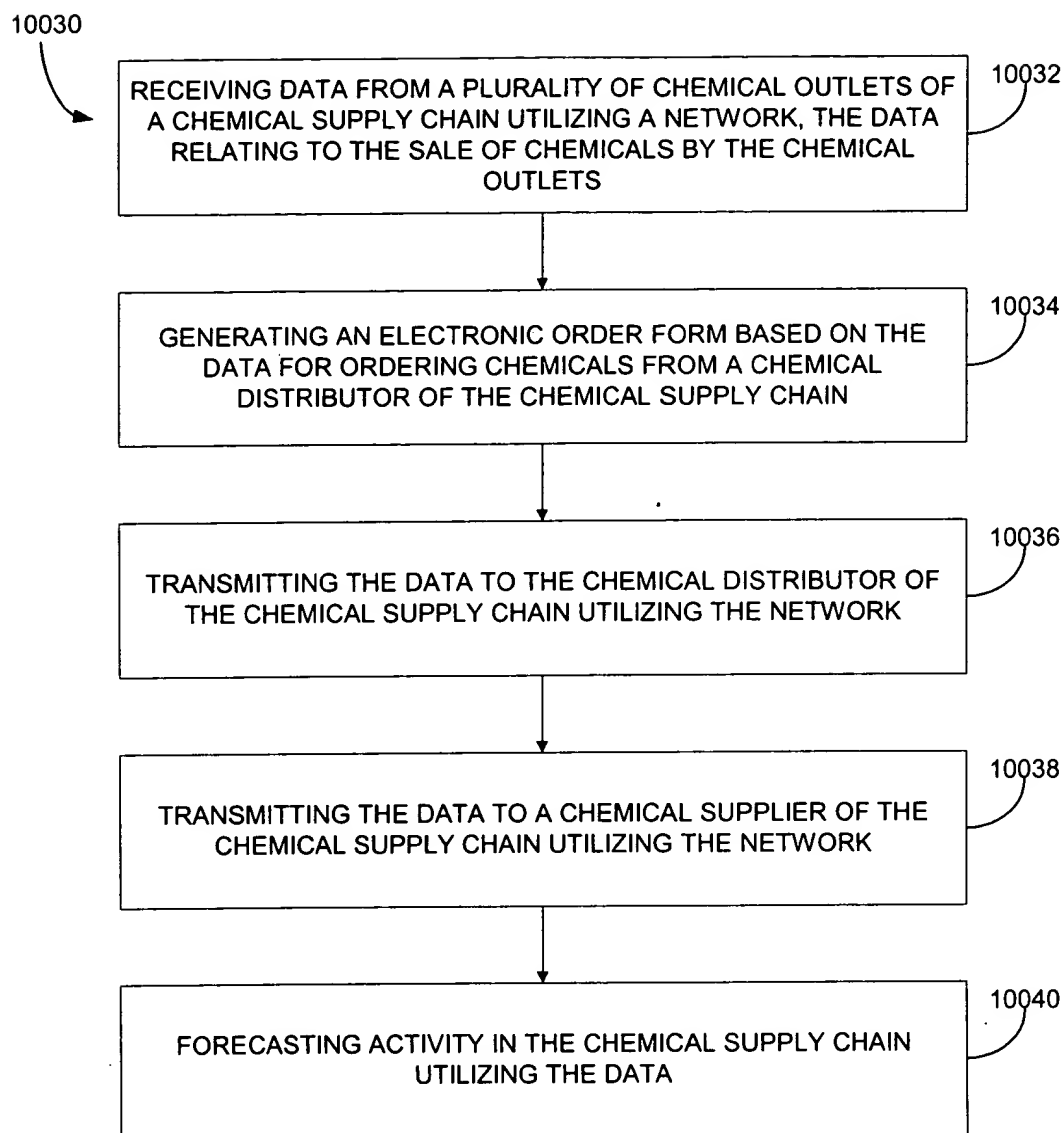 10030
10032
RECEIVING DATA FROM A PLURALITY OF CHEMICAL OUTLETS OF
A CHEMICAL SUPPLY CHAIN UTILIZING A NETWORK, THE DATA
RELATING TO THE SALE OF CHEMICALS BY THE CHEMICAL
OUTLETS
10034
GENERATING AN ELECTRONIC ORDER FORM BASED ON THE
DATA FOR ORDERING CHEMICALS FROM A CHEMICAL
DISTRIBUTOR OF THE CHEMICAL SUPPLY CHAIN
10036
TRANSMITTING THE DATA TO THE CHEMICAL DISTRIBUTOR OF
THE CHEMICAL SUPPLY CHAIN UTILIZING THE NETWORK
10038
TRANSMITTING THE DATA TO A CHEMICAL SUPPLIER OF THE
CHEMICAL SUPPLY CHAIN UTILIZING THE NETWORK
10040
FORECASTING ACTIVITY IN THE CHEMICAL SUPPLY CHAIN
UTILIZING THE DATA